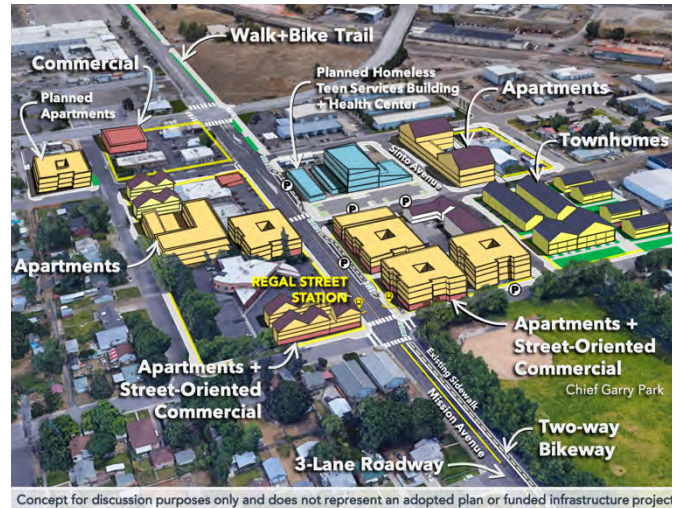 Walk+Bike Trail
Commercial
Planned
Apartments
Planned Homeless
Teen Services Building
+ Health Center
Apartments
Townhomes
Sinto Avenue
P
P
P
P
P
Apartments
REGAL STREET
STATION
Apartments +
Street-Oriented
Commercial
Apartments +
Street-Oriented
Commercial
Chief Garry Park
Existing Sidewalk
Mission Avenue
Two-way
Bikeway
3-Lane Roadway
Concept for discussion purposes only and does not represent an adopted plan or funded infrastructure project